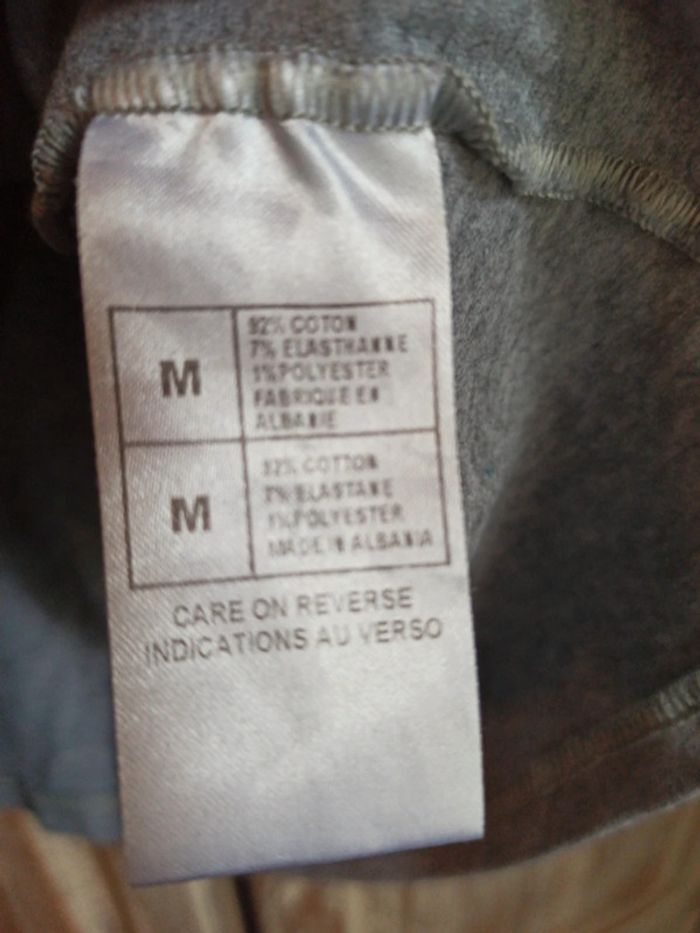 M
92% COTON
7% ELASTHANNE
1% POLYESTER
FABRIQUE EN
ALBANIE
M
92% COTTON
7% ELASTANE
1% POLYESTER
MADE IN ALBANIA
CARE ON REVERSE
INDICATIONS AU VERSO